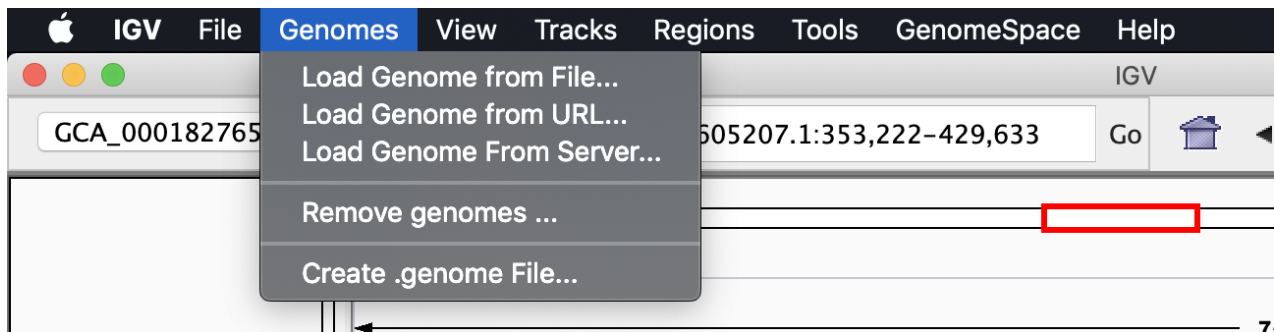 IGV File Genomes View Tracks Regions Tools GenomeSpace Help
IGV
Load Genome from File...
Load Genome from URL...
Load Genome From Server...
GCA_000182765
605207.1:353,222-429,633 Go
Remove genomes ...
Create .genome File...